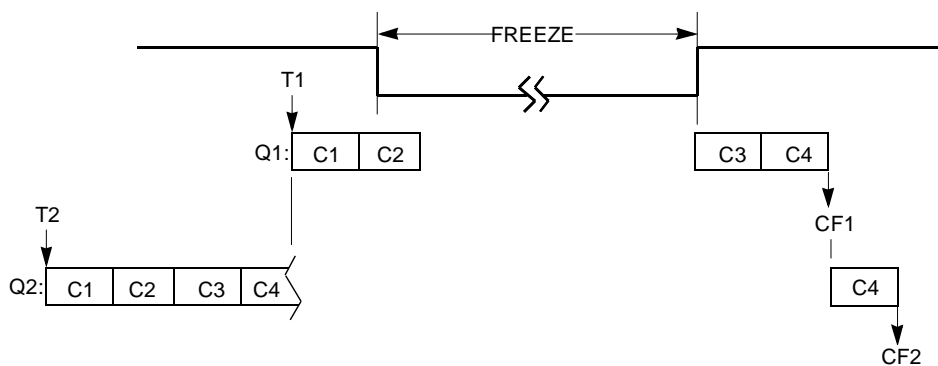 FREEZE
T1
Q1: C1 C2 C3 C4
CF1
T2
Q2: C1 C2 C3 C4 C4
CF2